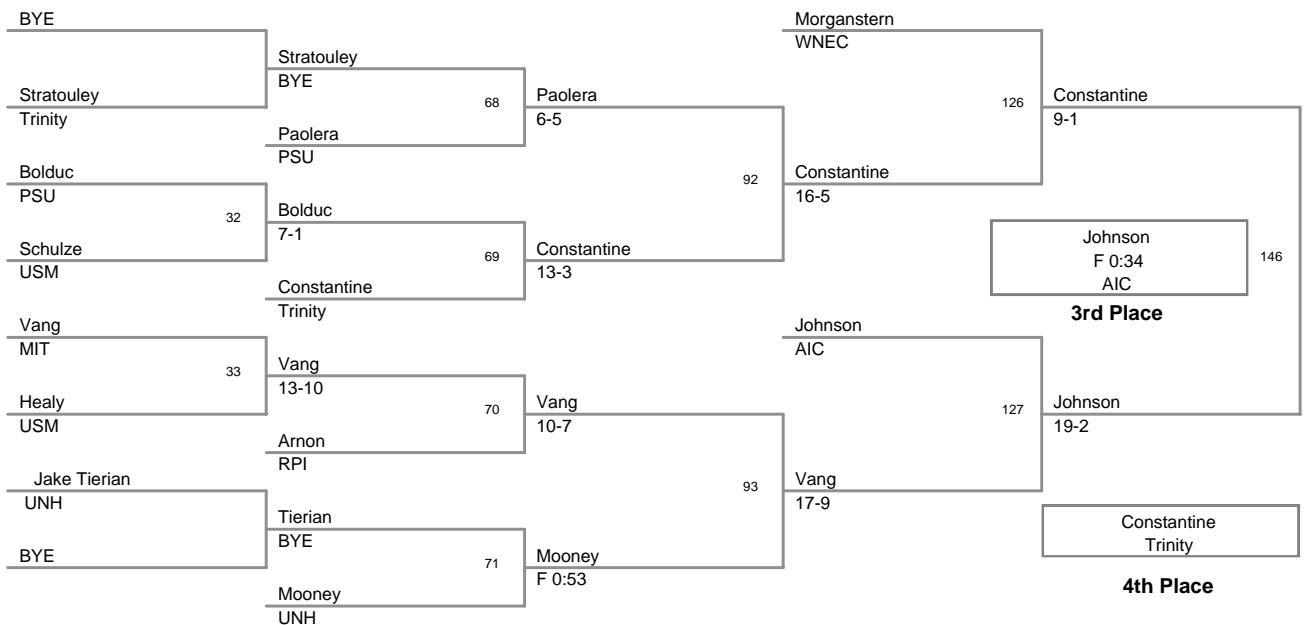 BYE
Stratouley
Trinity
Bolduc
PSU
32
Schulze
USM
Vang
MIT
33
Healy
USM
Jake Tierian
UNH
BYE
Stratouley
BYE
68
Paolera
PSU
Bolduc
7-1
69
Constantine
Trinity
Vang
13-10
70
Arnon
RPI
Tierian
BYE
71
Mooney
UNH
Paolera
6-5
92
Constantine
13-3
Vang
10-7
93
Mooney
F 0:53
Morganstern
WNEC
126
Constantine
16-5
Johnson
AIC
127
Vang
17-9
Constantine
9-1
Johnson
F 0:34
AIC
146
3rd Place
Johnson
19-2
Constantine
Trinity
4th Place